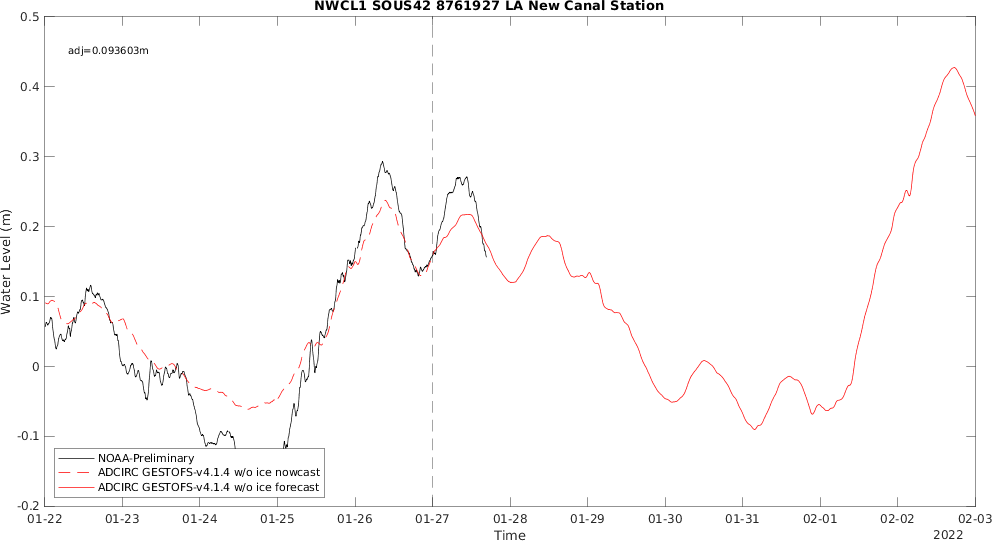 NWCL1 SOUS42 8761927 LA New Canal Station
adj=0.093603m
0.5
0.4
0.3
0.2
0.1
0
-0.1
-0.2
Water Level (m)
NOAA-Preliminary
ADCIRC GESTOFS-v4.1.4 w/o ice nowcast
ADCIRC GESTOFS-v4.1.4 w/o ice forecast
01-22 01-23 01-24 01-25 01-26 01-27 01-28 01-29 01-30 01-31 02-01 02-02 02-03
Time
2022